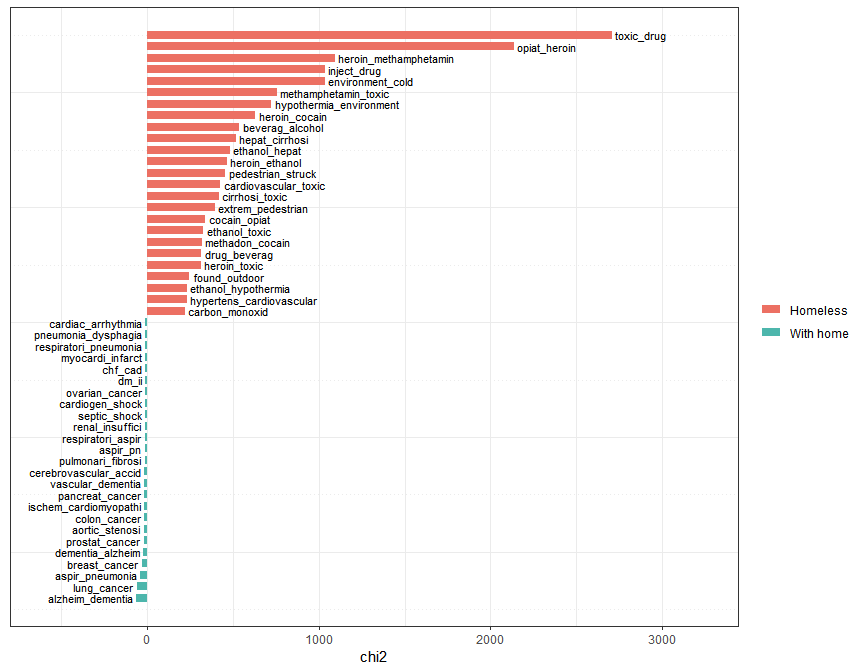 toxic_drug
opiat_heroin
heroin_methamphetamin
inject_drug
environment_cold
methamphetamin_toxic
hypothermia_environment
heroin_cocain
beverag_alcohol
hepat_cirrhosi
ethanol_hepat
heroin_ethanol
pedestrian_struck
cardiovascular_toxic
cirrhosi_toxic
extrem_pedestrian
cocain_opiat
ethanol_toxic
methadon_cocain
drug_beverag
heroin_toxic
found_outdoor
ethanol_hypothermia
hypertens_cardiovascular
carbon_monoxid
cardiac_arrhythmia
pneumonia_dysphagia
respiratori_pneumonia
myocardi_infarct
chf_cad
dm_ii
ovarian_cancer
cardiogen_shock
septic_shock
renal_insuffici
respiratori_aspir
aspir_pn
pulmonari_fibrosi
cerebrovascular_accid
vascular_dementia
pancreat_cancer
ischem_cardiomyopathi
colon_cancer
aortic_stenosi
prostat_cancer
dementia_alzheim
breast_cancer
aspir_pneumonia
lung_cancer
alzheim_dementia
0 1000 2000 3000
chi2
Homeless
With home